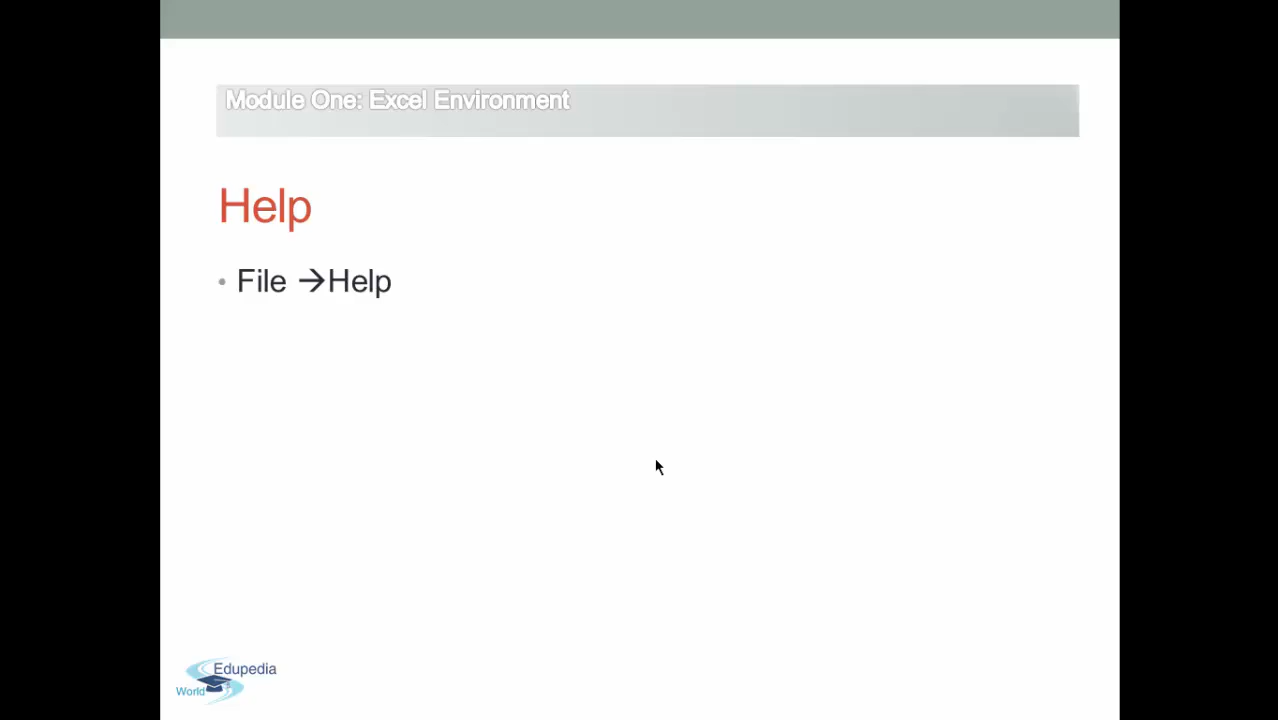 Module One: Excel Environment
Help
• File →Help
Edupedia
World